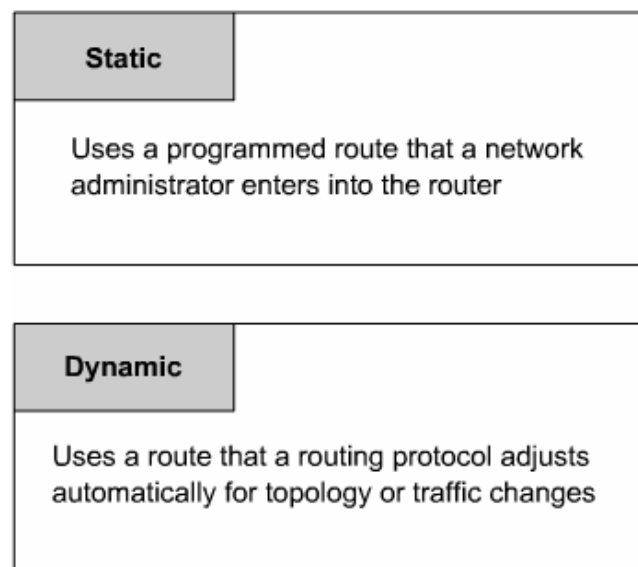 Static
Uses a programmed route that a network
administrator enters into the router
Dynamic
Uses a route that a routing protocol adjusts
automatically for topology or traffic changes